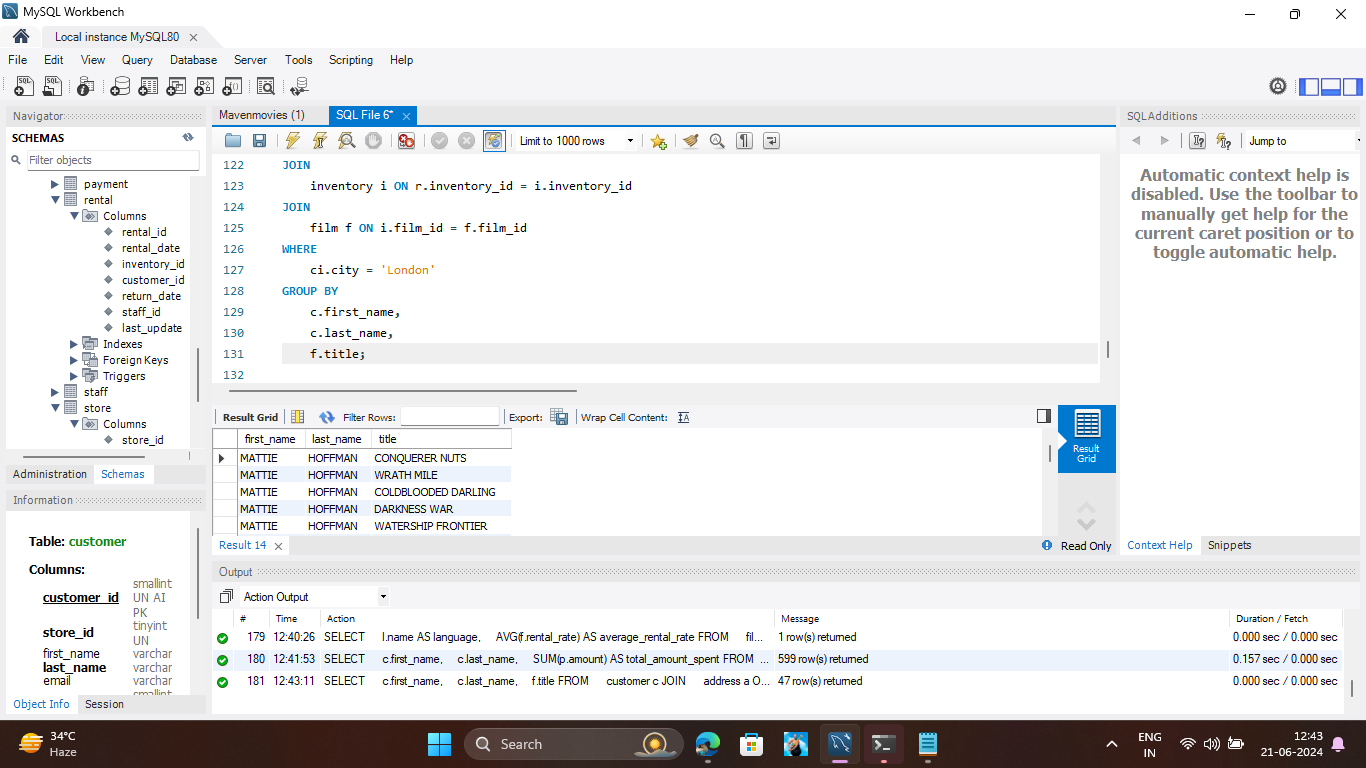 MySQL Workbench
Local instance MySQL80
File Edit View Query Database Server Tools Scripting Help
Navigator
SCHEMAS
Filter objects
payment
rental
Columns
rental_id
rental_date
inventory_id
customer_id
return_date
staff_id
last_update
Indexes
Foreign Keys
Triggers
staff
store
Columns
store_id
Administration Schemas
Information
Table: customer
Columns:
customer_id smallint UN AI PK
store_id tinyint UN
first_name varchar
last_name varchar
email varchar
smallint
Object Info Session
Mavenmovies (1) SQL File 6*
Limit to 1000 rows
122 JOIN
123 inventory i ON r.inventory_id = i.inventory_id
124 JOIN
125 film f ON i.film_id = f.film_id
126 WHERE
127 ci.city = 'London'
128 GROUP BY
129 c.first_name,
130 c.last_name,
131 f.title;
132
Result Grid Filter Rows: Export: Wrap Cell Content:
first_name last_name title
MATTIE HOFFMAN CONQUERER NUTS
MATTIE HOFFMAN WRATH MILE
MATTIE HOFFMAN COLDBLOODED DARLING
MATTIE HOFFMAN DARKNESS WAR
MATTIE HOFFMAN WATERSHIP FRONTIER
Result Grid
Result 14 Read Only
SQLAdditions
Jump to
Automatic context help is
disabled. Use the toolbar to
manually get help for the
current caret position or to
toggle automatic help.
Context Help Snippets
Output
Action Output
# Time Action Message Duration / Fetch
179 12:40:26 SELECT l.name AS language, AVG(f.rental_rate) AS average_rental_rate FROM fil... 1 row(s) returned 0.000 sec / 0.000 sec
180 12:41:53 SELECT c.first_name, c.last_name, SUM(p.amount) AS total_amount_spent FROM ... 599 row(s) returned 0.157 sec / 0.000 sec
181 12:43:11 SELECT c.first_name, c.last_name, f.title FROM customer c JOIN address a O... 47 row(s) returned 0.000 sec / 0.000 sec
34°C
Haze
Search
ENG
IN
12:43
21-06-2024